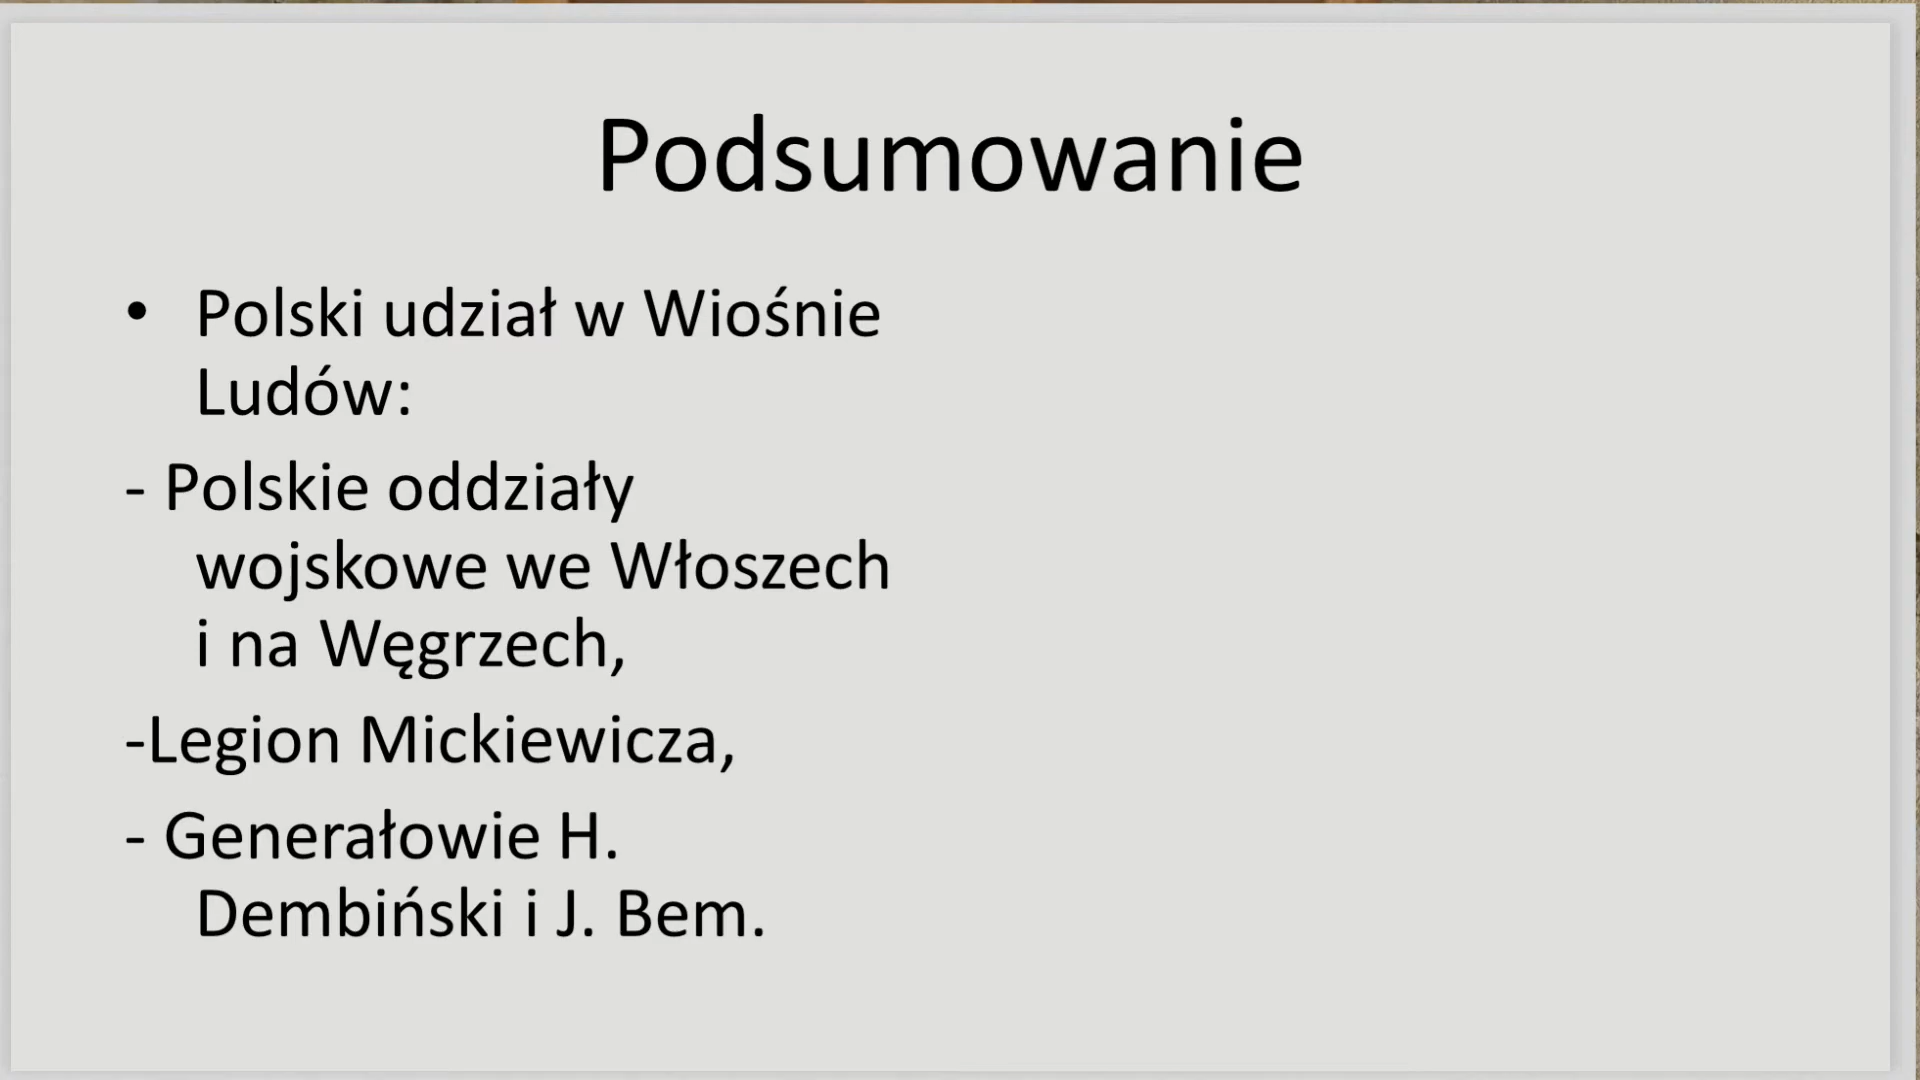 Podsumowanie
• Polski udział w Wiośnie
Ludów:
- Polskie oddziały
wojskowe we Włoszech
i na Węgrzech,
-Legion Mickiewicza,
- Generałowie H.
Dembiński i J. Bem.